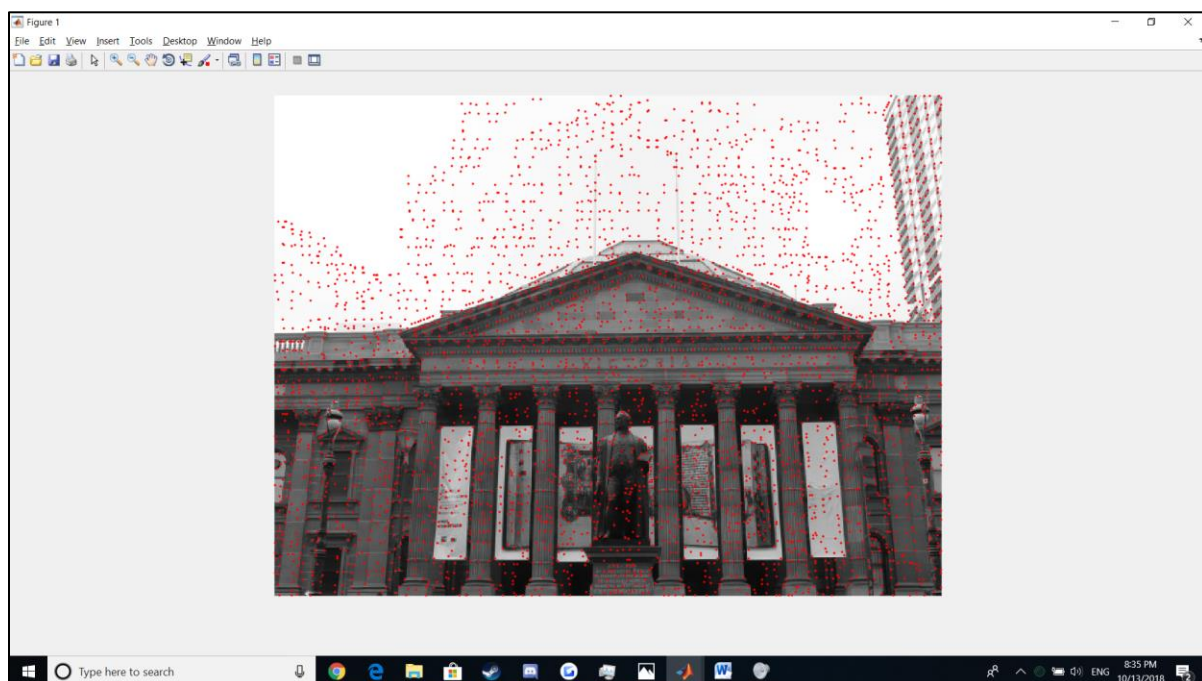 Figure 1
File Edit View Insert Tools Desktop Window Help
Type here to search
ENG
8:35 PM
10/13/2018
2